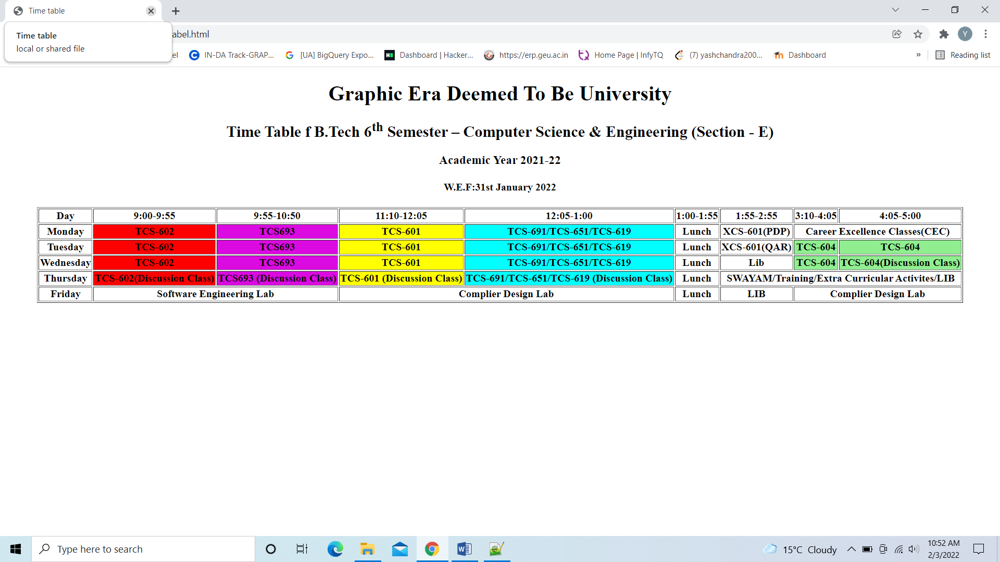 Time table
Time table
local or shared file
abel.html
Y
el IN-DA Track-GRAP... [UA] BigQuery Expo... Dashboard | Hacker... https://erp.geu.ac.in Home Page | InfyTQ (7) yashchandra200... Dashboard » Reading list
Graphic Era Deemed To Be University
Time Table f B.Tech 6th Semester – Computer Science & Engineering (Section - E)
Academic Year 2021-22
W.E.F:31st January 2022
Day 9:00-9:55 9:55-10:50 11:10-12:05 12:05-1:00 1:00-1:55 1:55-2:55 3:10-4:05 4:05-5:00
Monday TCS-602 TCS693 TCS-601 TCS-691/TCS-651/TCS-619 Lunch XCS-601(PDP) Career Excellence Classes(CEC)
Tuesday TCS-602 TCS693 TCS-601 TCS-691/TCS-651/TCS-619 Lunch XCS-601(QAR) TCS-604 TCS-604
Wednesday TCS-602 TCS693 TCS-601 TCS-691/TCS-651/TCS-619 Lunch Lib TCS-604 TCS-604(Discussion Class)
Thursday TCS-602(Discussion Class) TCS693 (Discussion Class) TCS-601 (Discussion Class) TCS-691/TCS-651/TCS-619 (Discussion Class) Lunch SWAYAM/Training/Extra Curricular Activites/LIB
Friday Software Engineering Lab Complier Design Lab Lunch LIB Complier Design Lab
Type here to search
15°C Cloudy
10:52 AM
2/3/2022